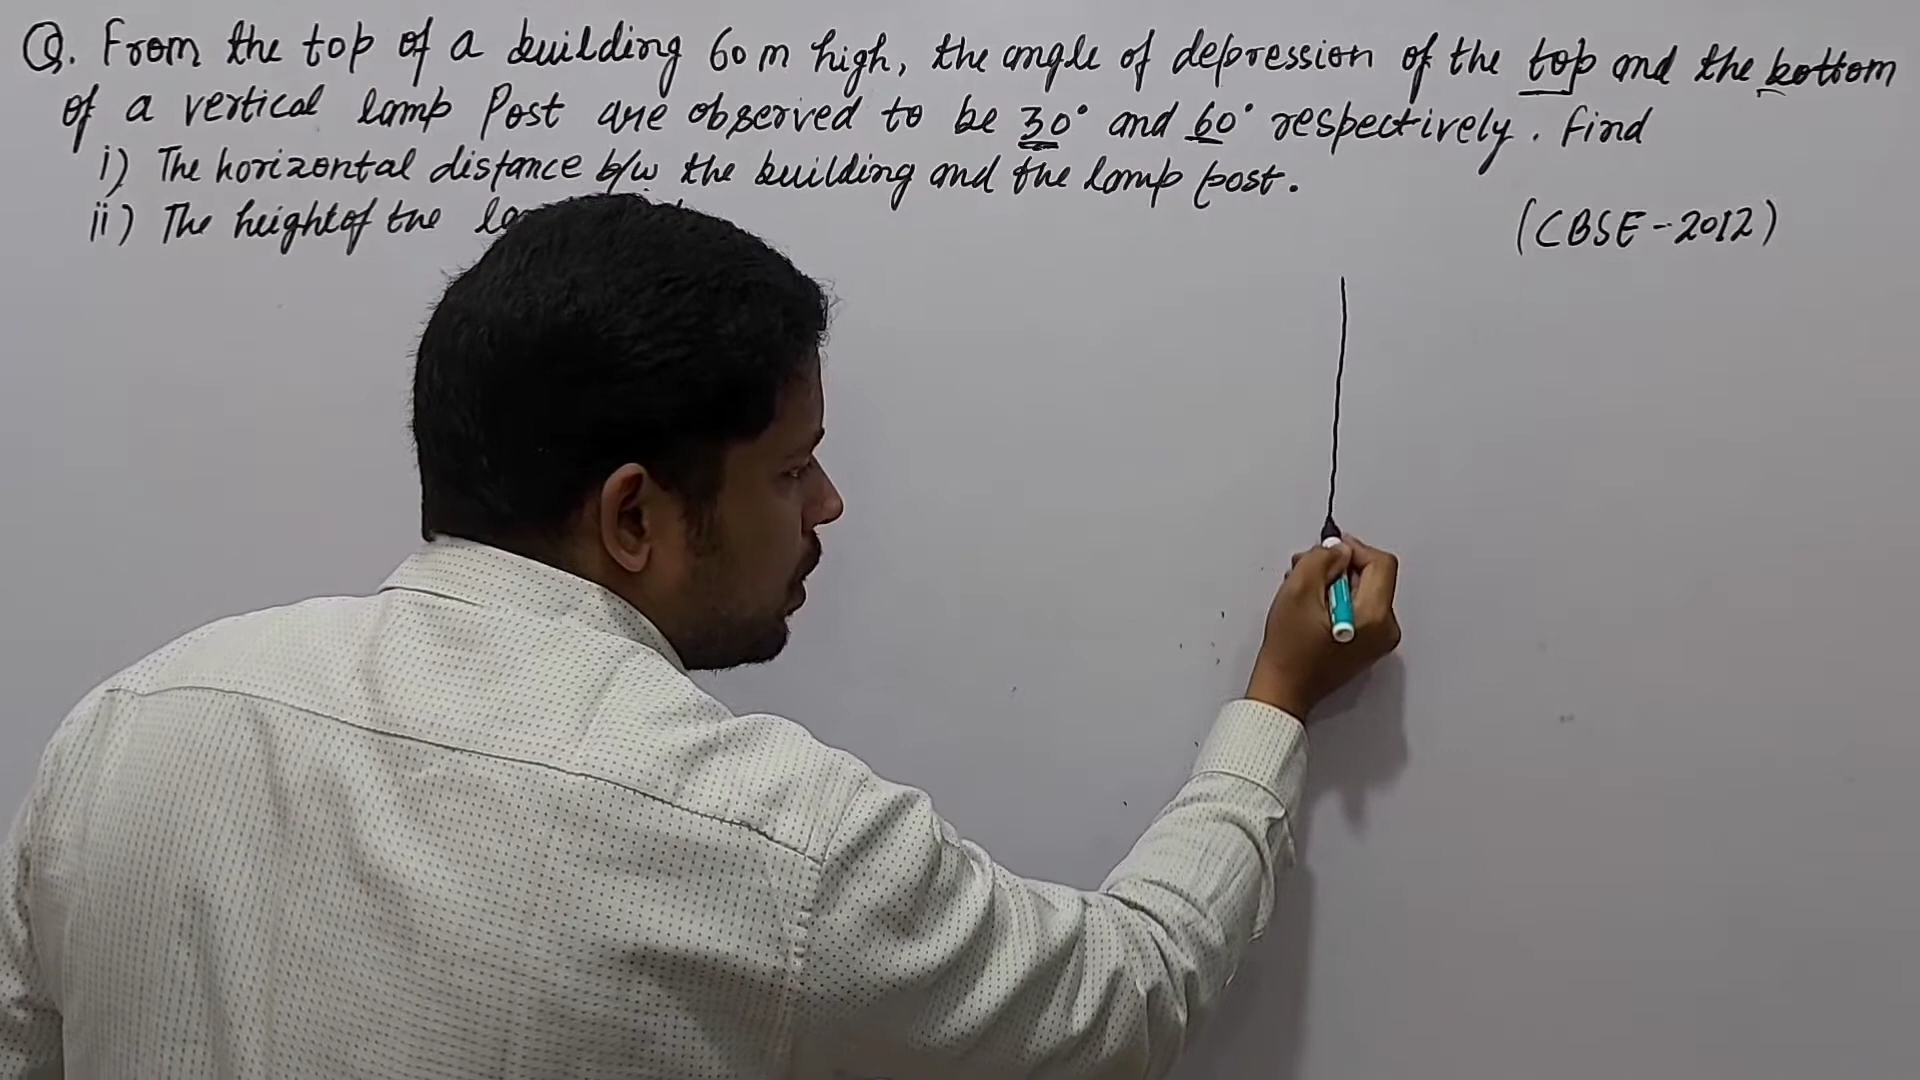 Q. From the top of a building 60 m high, the angle of depression of the top and the bottom
of a vertical lamp Post are observed to be 30° and 60° respectively. Find
i) The horizontal distance b/w the building and the lamp post.
ii) The height of the
(CBSE-2012)